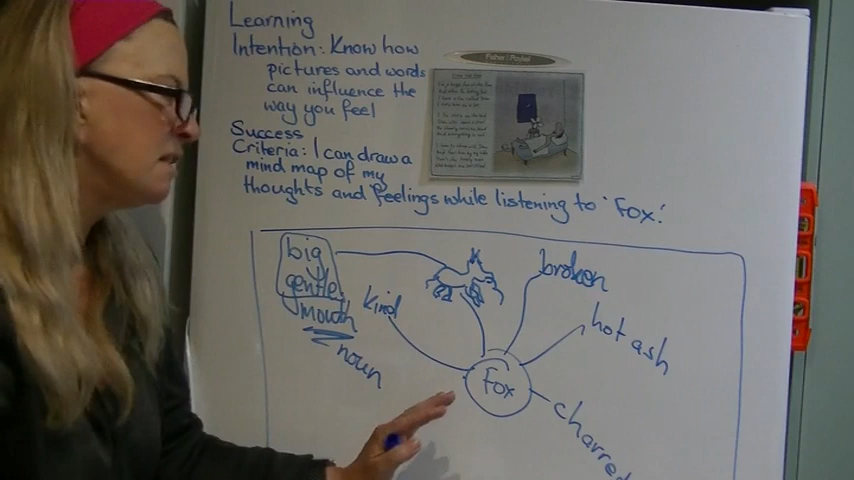 Learning
Intention: Know how
pictures and words
can influence the
way you feel
Success
Criteria: I can draw a
mind map of my
thoughts and feelings while listening to 'Fox'.
Fisher & Paykel
big
gentle
mouth
noun
kind
broken
hot ash
Fox
charred